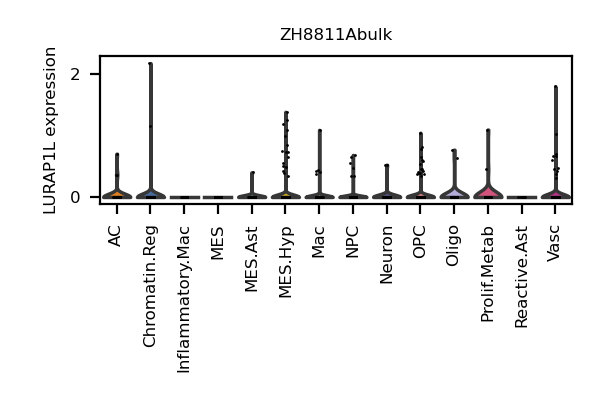 ZH8811Abulk
LURAP1L expression
2
0
AC
Chromatin.Reg
Inflammatory.Mac
MES
MES.Ast
MES.Hyp
Mac
NPC
Neuron
OPC
Oligo
Prolif.Metab
Reactive.Ast
Vasc